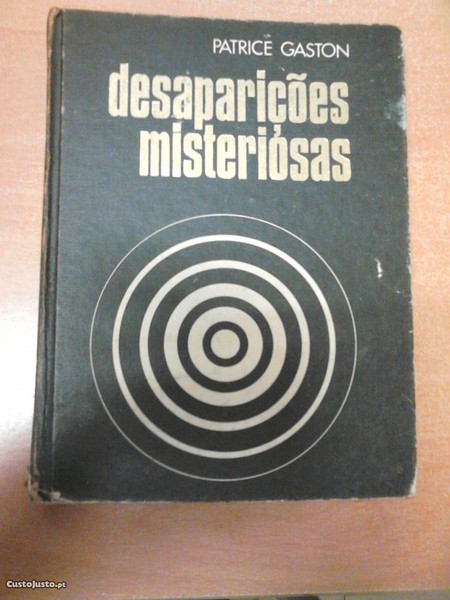 PATRICE GASTON
desaparições
misteriosas
CustoJusto.pt